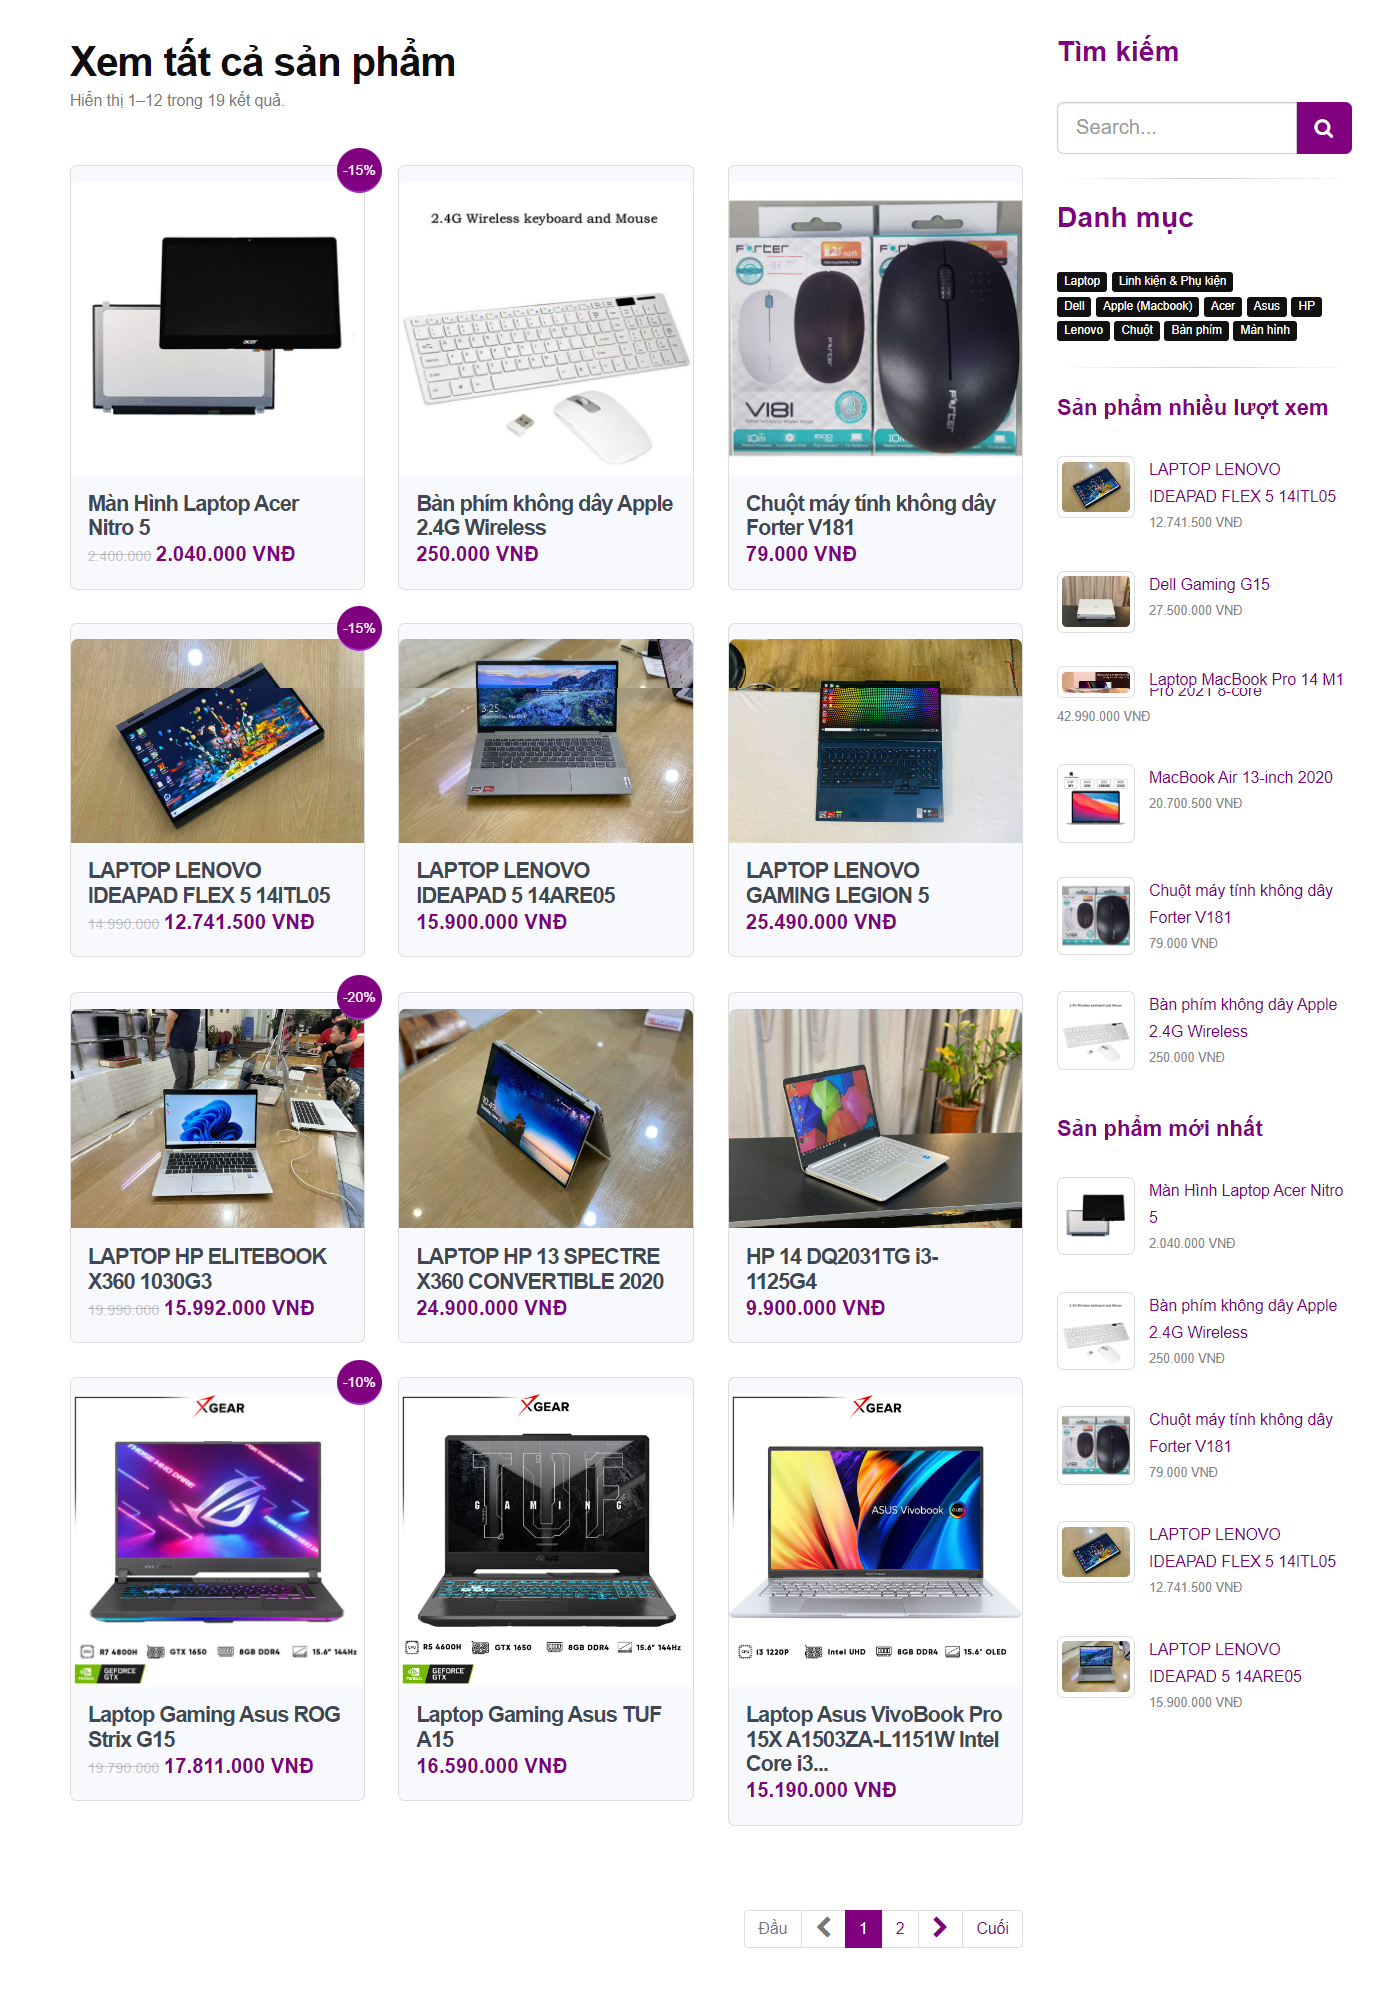 Xem tất cả sản phẩm
Hiển thị 1–12 trong 19 kết quả.
-15%
2.4G Wireless keyboard and Mouse
Forter
V181
10m
Forter
Màn Hình Laptop Acer
Nitro 5
2.400.000 2.040.000 VNĐ
Bàn phím không dây Apple
2.4G Wireless
250.000 VNĐ
Chuột máy tính không dây
Forter V181
79.000 VNĐ
-15%
3:25
LAPTOP LENOVO
IDEAPAD FLEX 5 14ITL05
14.990.000 12.741.500 VNĐ
LAPTOP LENOVO
IDEAPAD 5 14ARE05
15.900.000 VNĐ
LAPTOP LENOVO
GAMING LEGION 5
25.490.000 VNĐ
-20%
LAPTOP HP ELITEBOOK
X360 1030G3
19.990.000 15.992.000 VNĐ
LAPTOP HP 13 SPECTRE
X360 CONVERTIBLE 2020
24.900.000 VNĐ
HP 14 DQ2031TG i3-
1125G4
9.900.000 VNĐ
-10%
XGEAR
R7 4800H GTX 1650 8GB DDR4 15.6" 144Hz
GEFORCE
GTX
XGEAR
TUF
GAMING
R5 4600H GTX 1650 8GB DDR4 15.6" 144Hz
GEFORCE
GTX
XGEAR
ASUS Vivobook
OLED
I3 1220P Intel UHD 8GB DDR4 15.6" OLED
Laptop Gaming Asus ROG
Strix G15
19.790.000 17.811.000 VNĐ
Laptop Gaming Asus TUF
A15
16.590.000 VNĐ
Laptop Asus VivoBook Pro
15X A1503ZA-L1151W Intel
Core i3...
15.190.000 VNĐ
Đầu 1 2 Cuối
Tìm kiếm
Search...
Danh mục
Laptop Linh kiện & Phụ kiện
Dell Apple (Macbook) Acer Asus HP
Lenovo Chuột Bàn phím Màn hình
Sản phẩm nhiều lượt xem
LAPTOP LENOVO
IDEAPAD FLEX 5 14ITL05
12.741.500 VNĐ
Dell Gaming G15
27.500.000 VNĐ
Laptop MacBook Pro 14 M1
Pro 2021 8-core
42.990.000 VNĐ
MacBook Air 13-inch 2020
20.700.500 VNĐ
Chuột máy tính không dây
Forter V181
79.000 VNĐ
Bàn phím không dây Apple
2.4G Wireless
250.000 VNĐ
Sản phẩm mới nhất
Màn Hình Laptop Acer Nitro
5
2.040.000 VNĐ
Bàn phím không dây Apple
2.4G Wireless
250.000 VNĐ
Chuột máy tính không dây
Forter V181
79.000 VNĐ
LAPTOP LENOVO
IDEAPAD FLEX 5 14ITL05
12.741.500 VNĐ
LAPTOP LENOVO
IDEAPAD 5 14ARE05
15.900.000 VNĐ